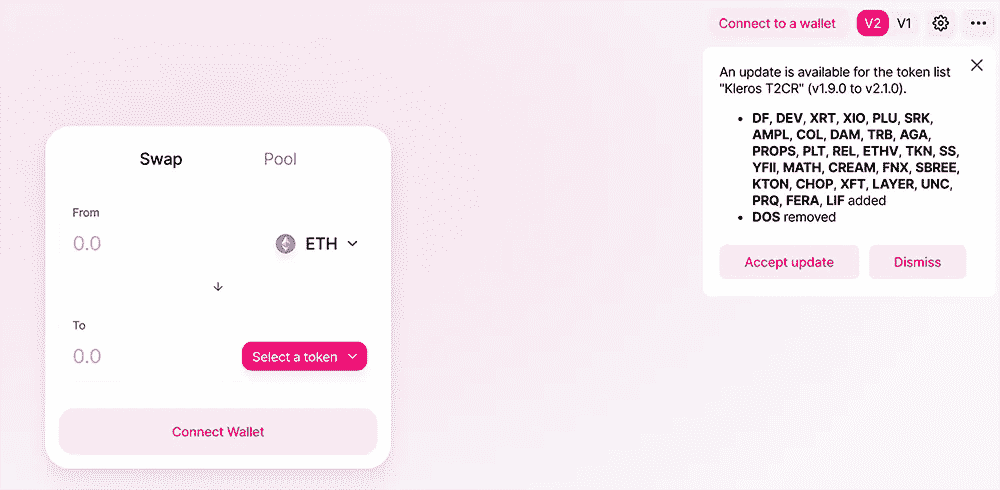 Connect to a wallet V2 V1
An update is available for the token list
"Kleros T2CR" (v1.9.0 to v2.1.0).
• DF, DEV, XRT, XIO, PLU, SRK,
AMPL, COL, DAM, TRB, AGA,
PROPS, PLT, REL, ETHV, TKN, SS,
YFII, MATH, CREAM, FNX, SBREE,
KTON, CHOP, XFT, LAYER, UNC,
PRQ, FERA, LIF added
• DOS removed
Accept update Dismiss
Swap Pool
From
0.0 ETH
To
0.0 Select a token
Connect Wallet